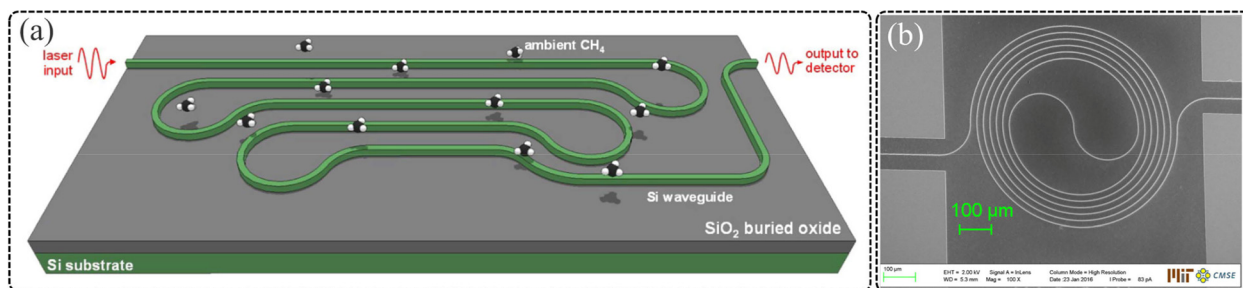 (a)
laser
input
ambient CH₄
output to
detector
Si waveguide
SiO₂ buried oxide
Si substrate
(b)
100 μm
100 μm
EHT = 2.00 kV
WD = 5.3 mm
Signal A = InLens
Mag = 100 X
Column Mode = High Resolution
Date :23 Jan 2016
I Probe = 83 pA
MIT
CMSE